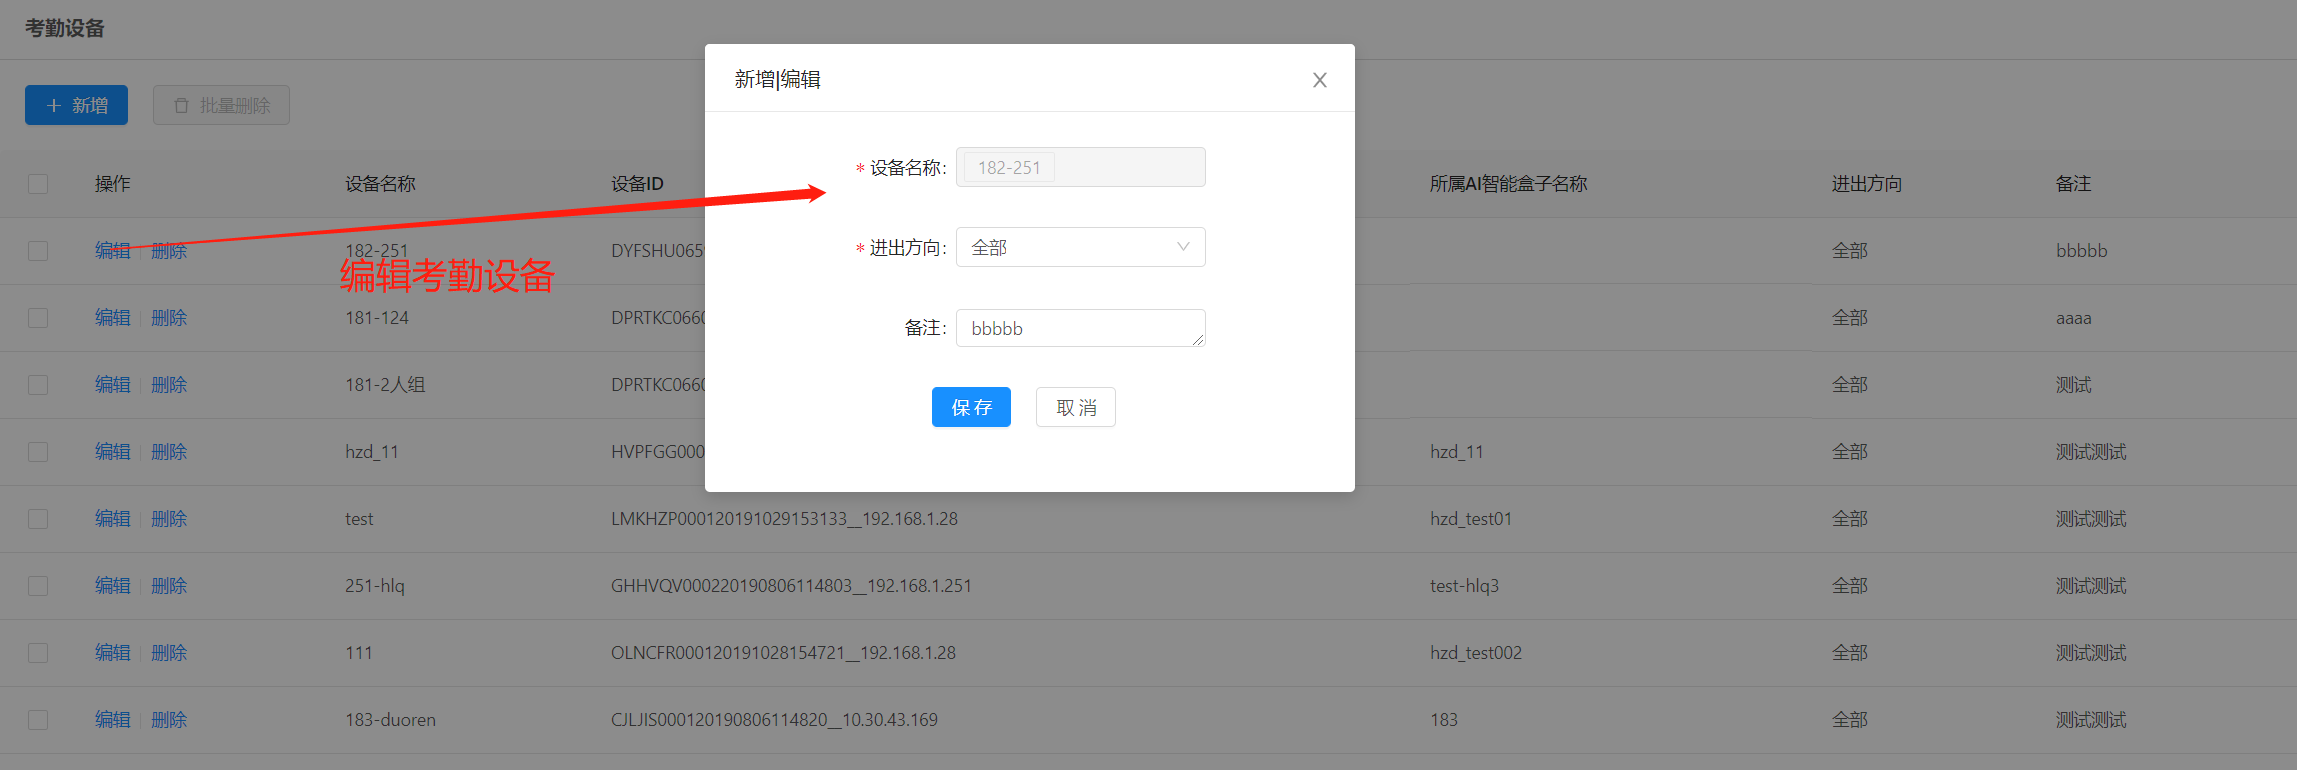 考勤设备
新增 批量删除
新增|编辑
* 设备名称: 182-251
* 进出方向: 全部
备注: bbbbb
保存 取消
操作 设备名称 设备ID 所属AI智能盒子名称 进出方向 备注
编辑 删除 182-251 DYFSHU065 全部 bbbbb
编辑考勤设备
编辑 删除 181-124 DPRTKC0660 全部 aaaa
编辑 删除 181-2人组 DPRTKC0660 全部 测试
编辑 删除 hzd_11 HVPFGG000 hzd_11 全部 测试测试
编辑 删除 test LMKHZP000120191029153133__192.168.1.28 hzd_test01 全部 测试测试
编辑 删除 251-hlq GHHVQV000220190806114803__192.168.1.251 test-hlq3 全部 测试测试
编辑 删除 111 OLNCFR000120191028154721__192.168.1.28 hzd_test002 全部 测试测试
编辑 删除 183-duoren CJLJIS000120190806114820__10.30.43.169 183 全部 测试测试